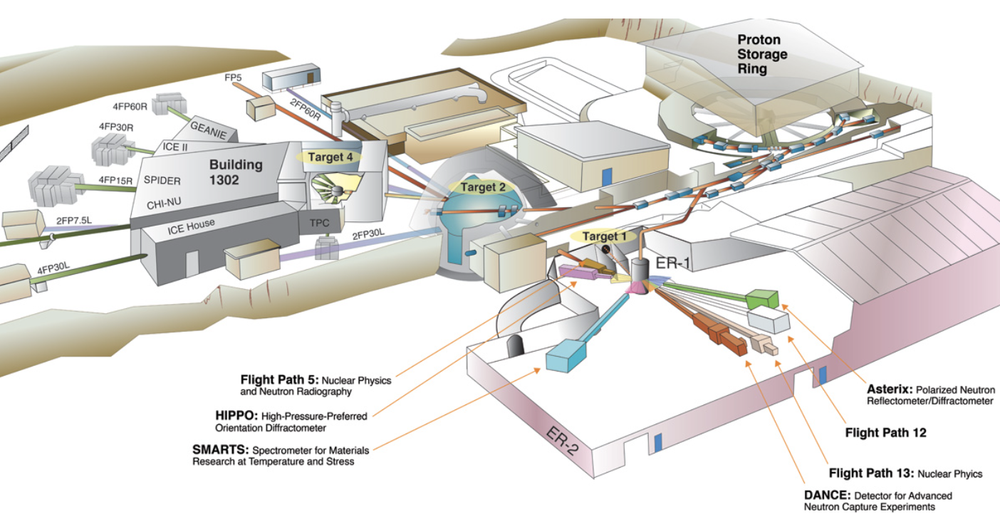 Proton
Storage
Ring
FP5
2FP60R
4FP60R
GEANIE
4FP30R
ICE II
Target 4
Building
1302
4FP15R
SPIDER
Target 2
CHI-NU
2FP7.5L
ICE House
TPC
2FP30L
Target 1
4FP30L
ER-1
Flight Path 5: Nuclear Physics
and Neutron Radiography
HIPPO: High-Pressure-Preferred
Orientation Diffractometer
SMARTS: Spectrometer for Materials
Research at Temperature and Stress
ER-2
Asterix: Polarized Neutron
Reflectometer/Diffractometer
Flight Path 12
Flight Path 13: Nuclear Phyics
DANCE: Detector for Advanced
Neutron Capture Experiments